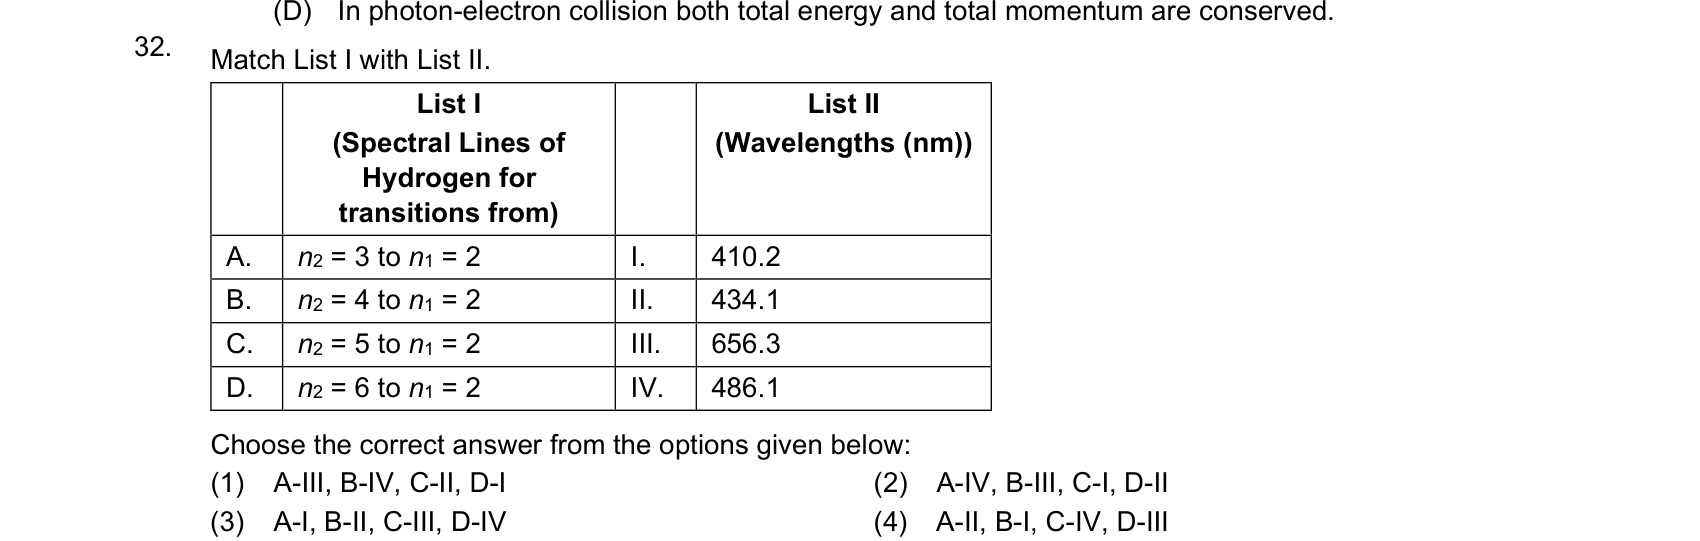 (D) In photon-electron collision both total energy and total momentum are conserved.
32. Match List I with List II.
List I List II
(Spectral Lines of (Wavelengths (nm))
Hydrogen for
transitions from)
A. n2 = 3 to n1 = 2 I. 410.2
B. n2 = 4 to n1 = 2 II. 434.1
C. n2 = 5 to n1 = 2 III. 656.3
D. n2 = 6 to n1 = 2 IV. 486.1
Choose the correct answer from the options given below:
(1) A-III, B-IV, C-II, D-I (2) A-IV, B-III, C-I, D-II
(3) A-I, B-II, C-III, D-IV (4) A-II, B-I, C-IV, D-III